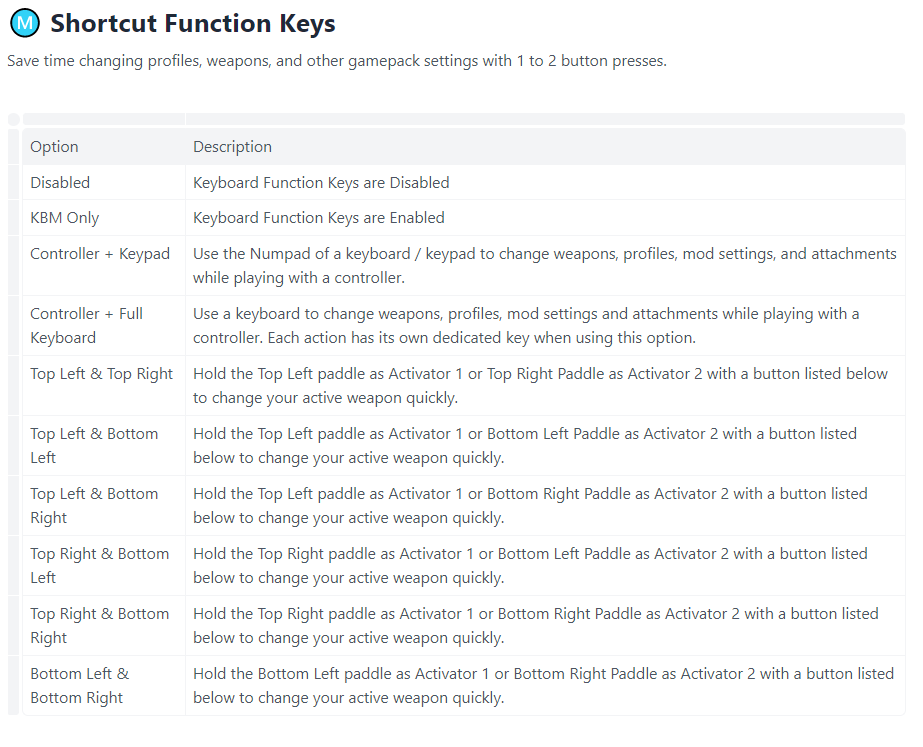 M Shortcut Function Keys
Save time changing profiles, weapons, and other gamepack settings with 1 to 2 button presses.
Option Description
Disabled Keyboard Function Keys are Disabled
KBM Only Keyboard Function Keys are Enabled
Controller + Keypad Use the Numpad of a keyboard / keypad to change weapons, profiles, mod settings, and attachments
while playing with a controller.
Controller + Full Use a keyboard to change weapons, profiles, mod settings and attachments while playing with a
Keyboard controller. Each action has its own dedicated key when using this option.
Top Left & Top Right Hold the Top Left paddle as Activator 1 or Top Right Paddle as Activator 2 with a button listed below
to change your active weapon quickly.
Top Left & Bottom Hold the Top Left paddle as Activator 1 or Bottom Left Paddle as Activator 2 with a button listed
Left below to change your active weapon quickly.
Top Left & Bottom Hold the Top Left paddle as Activator 1 or Bottom Right Paddle as Activator 2 with a button listed
Right below to change your active weapon quickly.
Top Right & Bottom Hold the Top Right paddle as Activator 1 or Bottom Left Paddle as Activator 2 with a button listed
Left below to change your active weapon quickly.
Top Right & Bottom Hold the Top Right paddle as Activator 1 or Bottom Right Paddle as Activator 2 with a button listed
Right below to change your active weapon quickly.
Bottom Left & Hold the Bottom Left paddle as Activator 1 or Bottom Right Paddle as Activator 2 with a button listed
Bottom Right below to change your active weapon quickly.